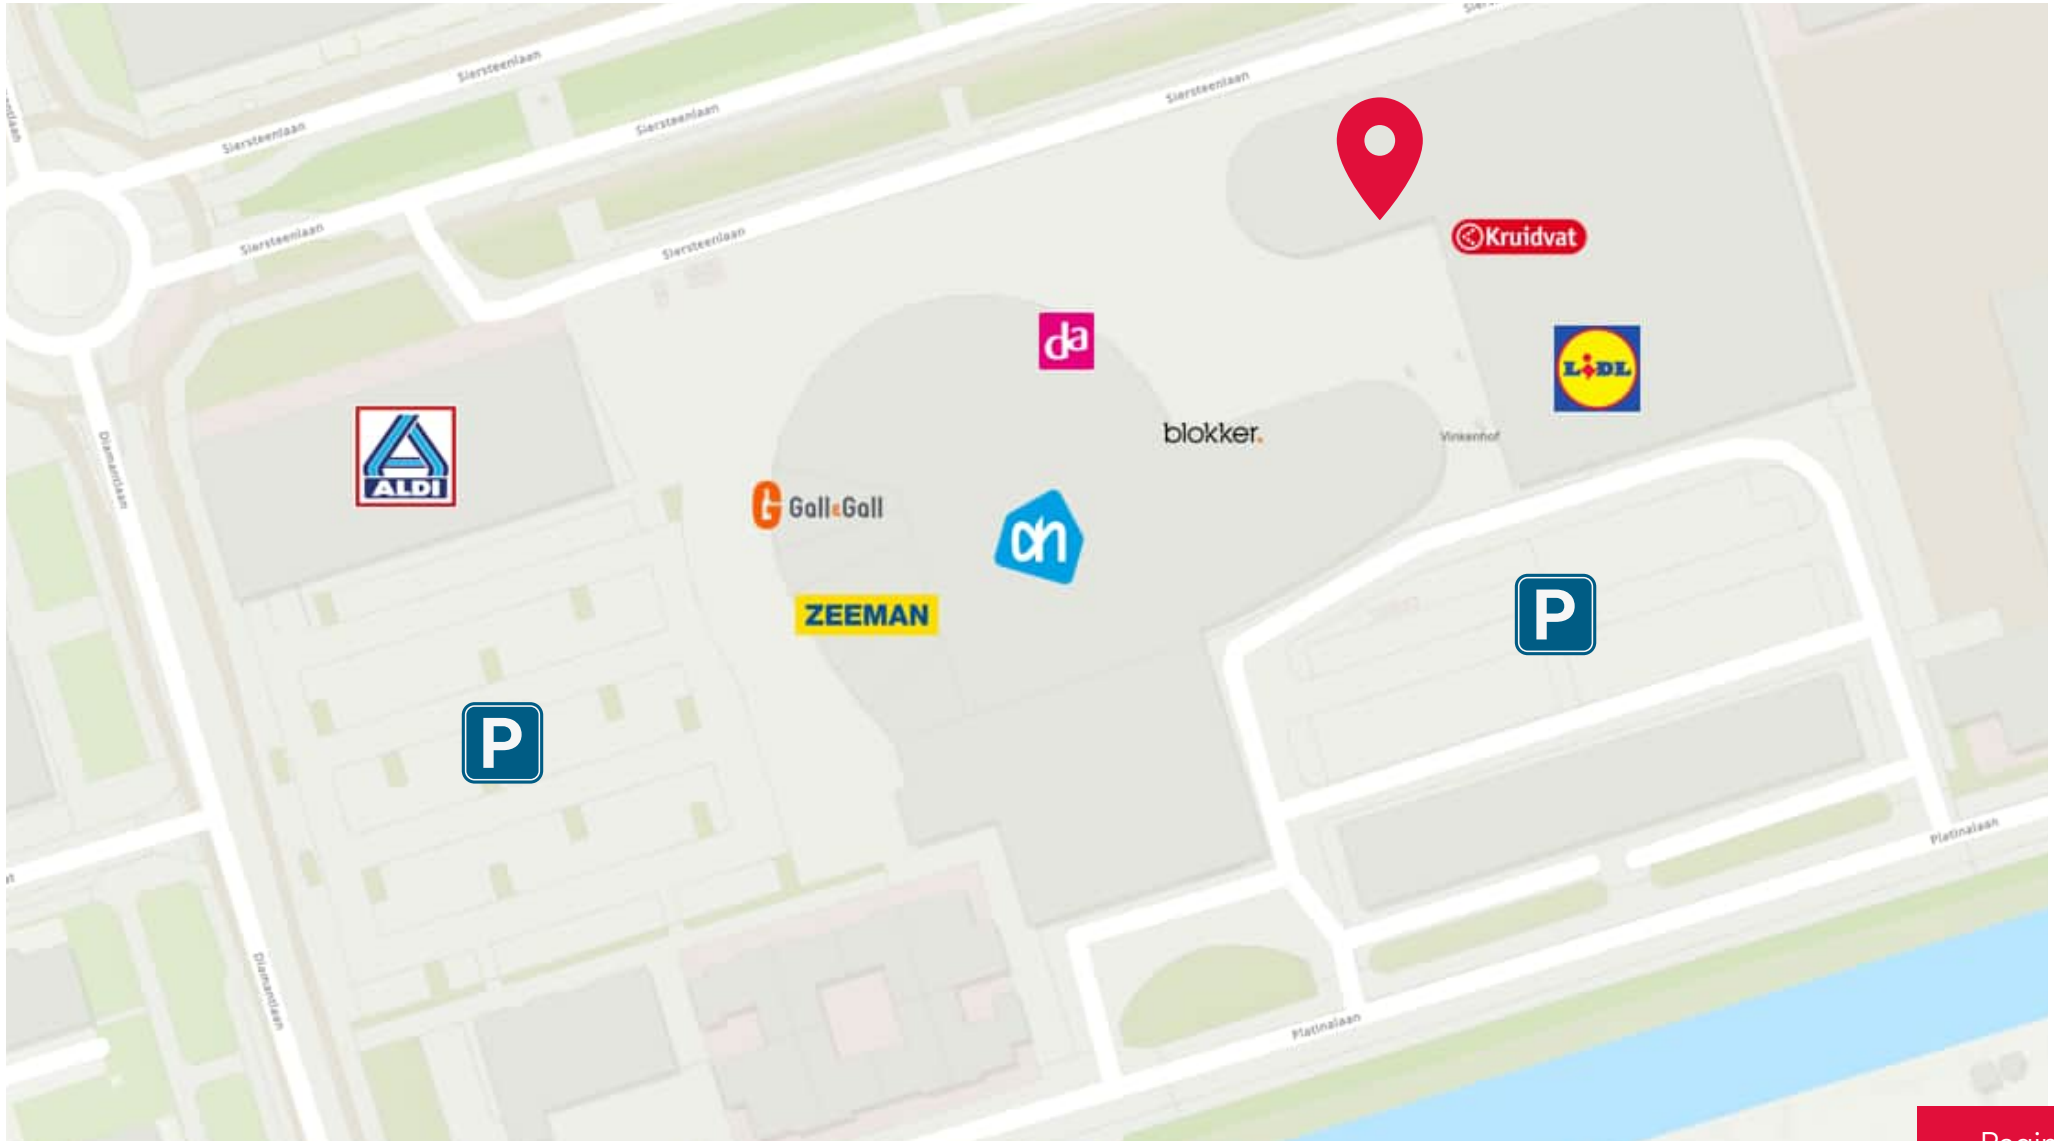 Siersteenlaan
Siersteenlaan
Siersteenlaan
Siersteenlaan
Siersteenlaan
Siersteenlaan
Kruidvat
da
LIDL
blokker.
Vinkenhof
ALDI
Diamantlaan
Gall&Gall
ah
ZEEMAN
P
P
Platinalaan
Diamantlaan
Platinalaan